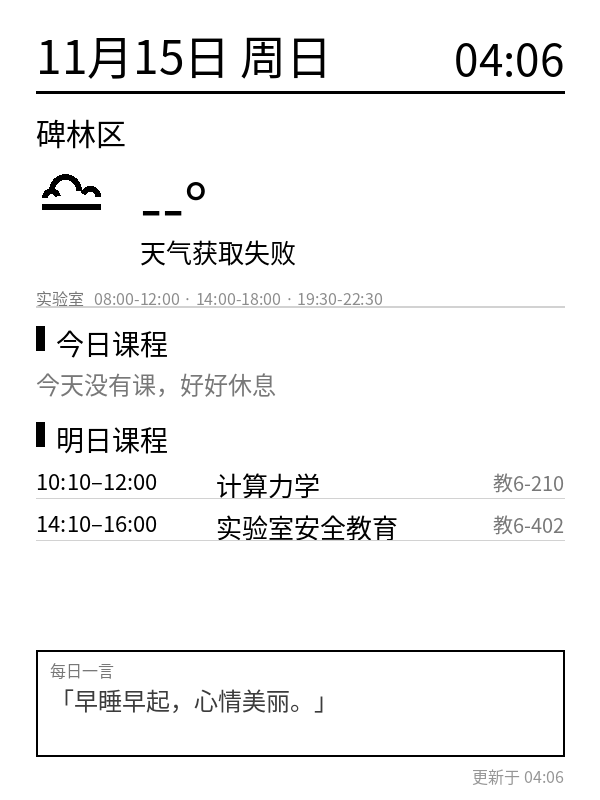 11月15日 周日 04:06
碑林区
--°
天气获取失败
实验室 08:00-12:00 · 14:00-18:00 · 19:30-22:30
今日课程
今天没有课，好好休息
明日课程
10:10–12:00 计算力学 教6-210
14:10–16:00 实验室安全教育 教6-402
每日一言
「早睡早起，心情美丽。」
更新于 04:06